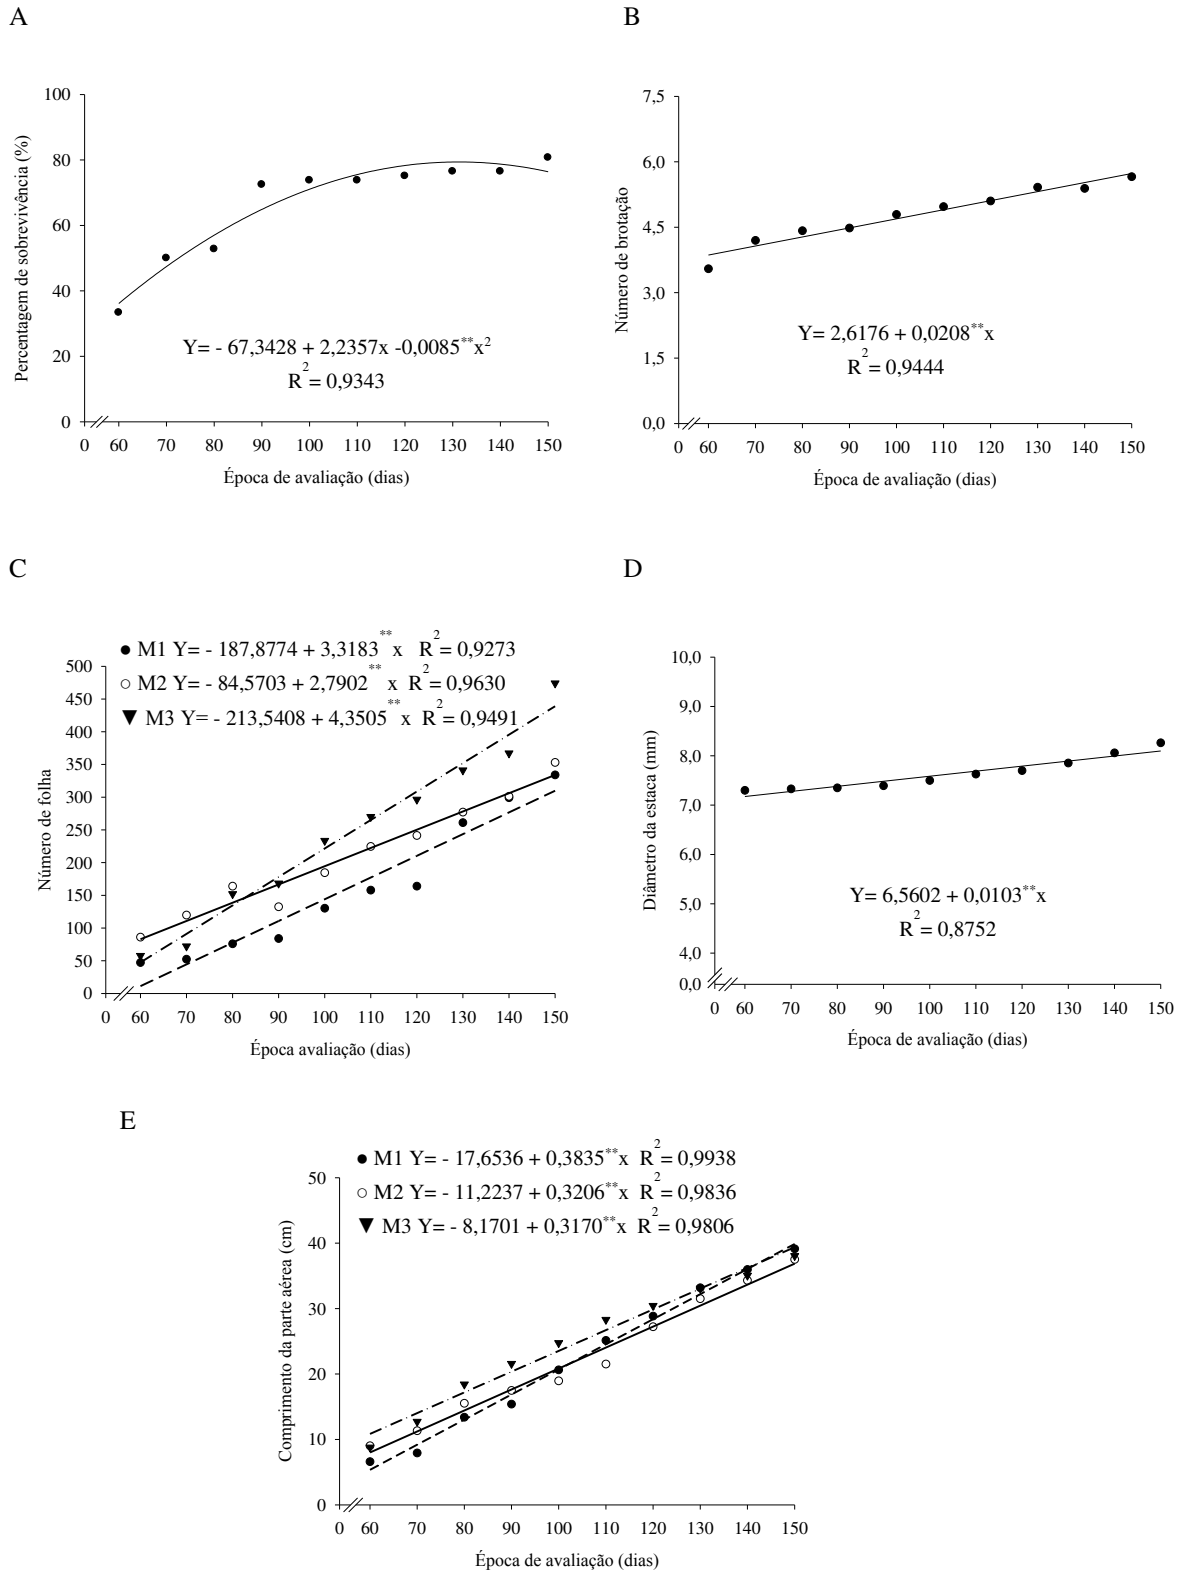 A
100
80
60
40
20
0
Percentagem de sobrevivência (%)
Y= - 67,3428 + 2,2357x -0,0085**x²
R² = 0,9343
0 60 70 80 90 100 110 120 130 140 150
Época de avaliação (dias)
B
7,5
6,0
4,5
3,0
1,5
0,0
Número de brotação
Y= 2,6176 + 0,0208**x
R² = 0,9444
0 60 70 80 90 100 110 120 130 140 150
Época de avaliação (dias)
C
M1 Y= - 187,8774 + 3,3183**x R² = 0,9273
M2 Y= - 84,5703 + 2,7902** x R² = 0,9630
M3 Y= - 213,5408 + 4,3505**x R² = 0,9491
500
450
400
350
300
250
200
150
100
50
0
Número de folha
0 60 70 80 90 100 110 120 130 140 150
Época avaliação (dias)
D
10,0
9,0
8,0
7,0
6,0
5,0
4,0
0,0
Diâmetro da estaca (mm)
Y= 6,5602 + 0,0103**x
R² = 0,8752
0 60 70 80 90 100 110 120 130 140 150
Época de avaliação (dias)
E
M1 Y= - 17,6536 + 0,3835**x R² = 0,9938
M2 Y= - 11,2237 + 0,3206**x R² = 0,9836
M3 Y= - 8,1701 + 0,3170**x R² = 0,9806
50
40
30
20
10
0
Comprimento da parte aérea (cm)
0 60 70 80 90 100 110 120 130 140 150
Época de avaliação (dias)